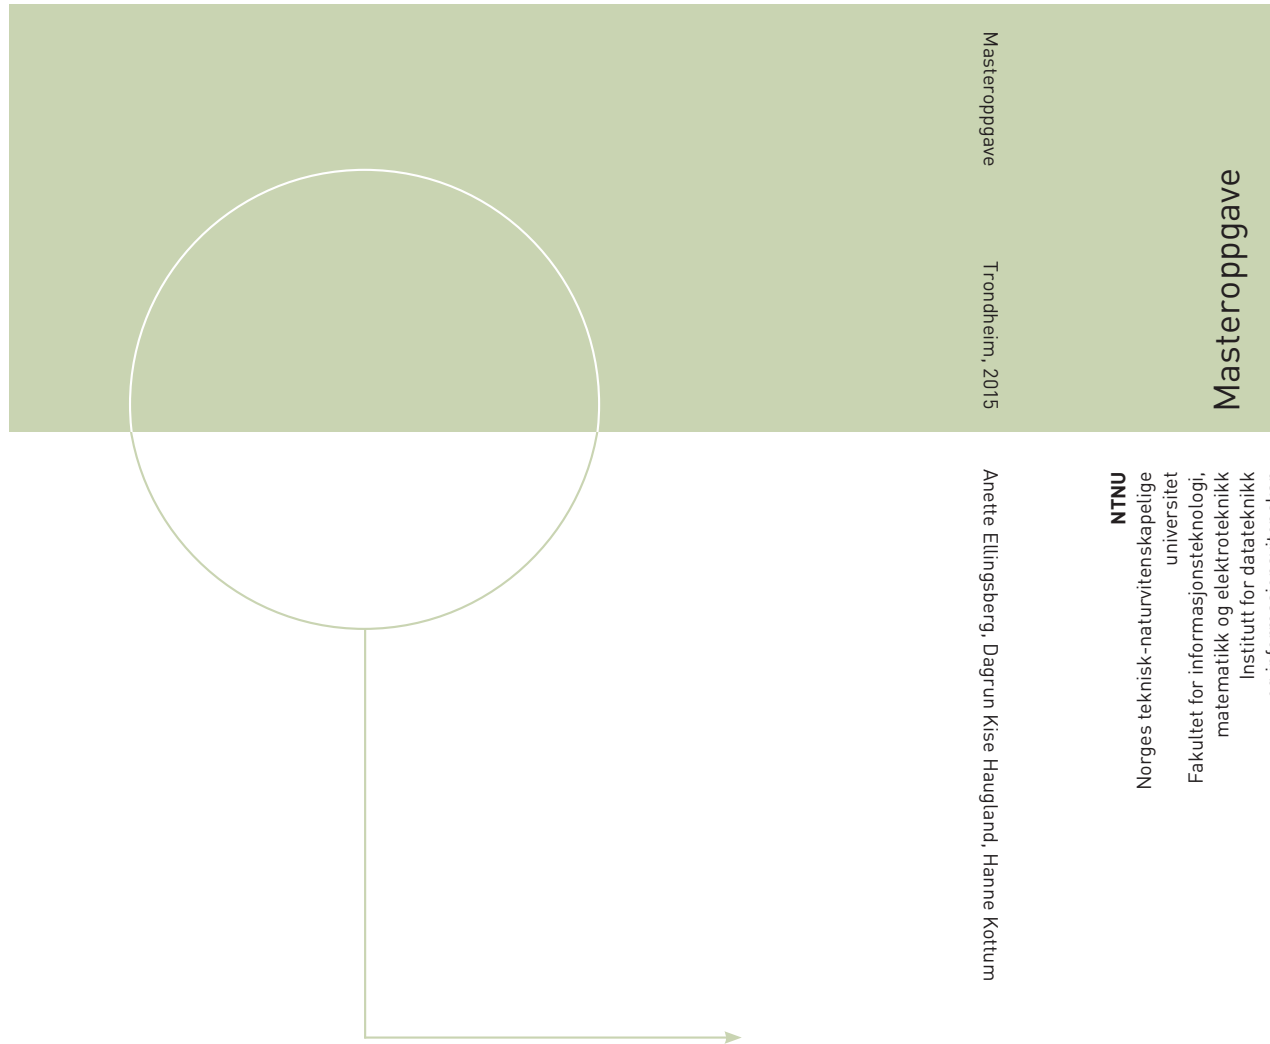 Masteroppgave
Trondheim, 2015
Anette Ellingsberg, Dagrun Kise Haugland, Hanne Kottum
Masteroppgave
NTNU
Norges teknisk-naturvitenskapelige
universitet
Fakultet for informasjonsteknologi,
matematikk og elektroteknikk
Institutt for datateknikk